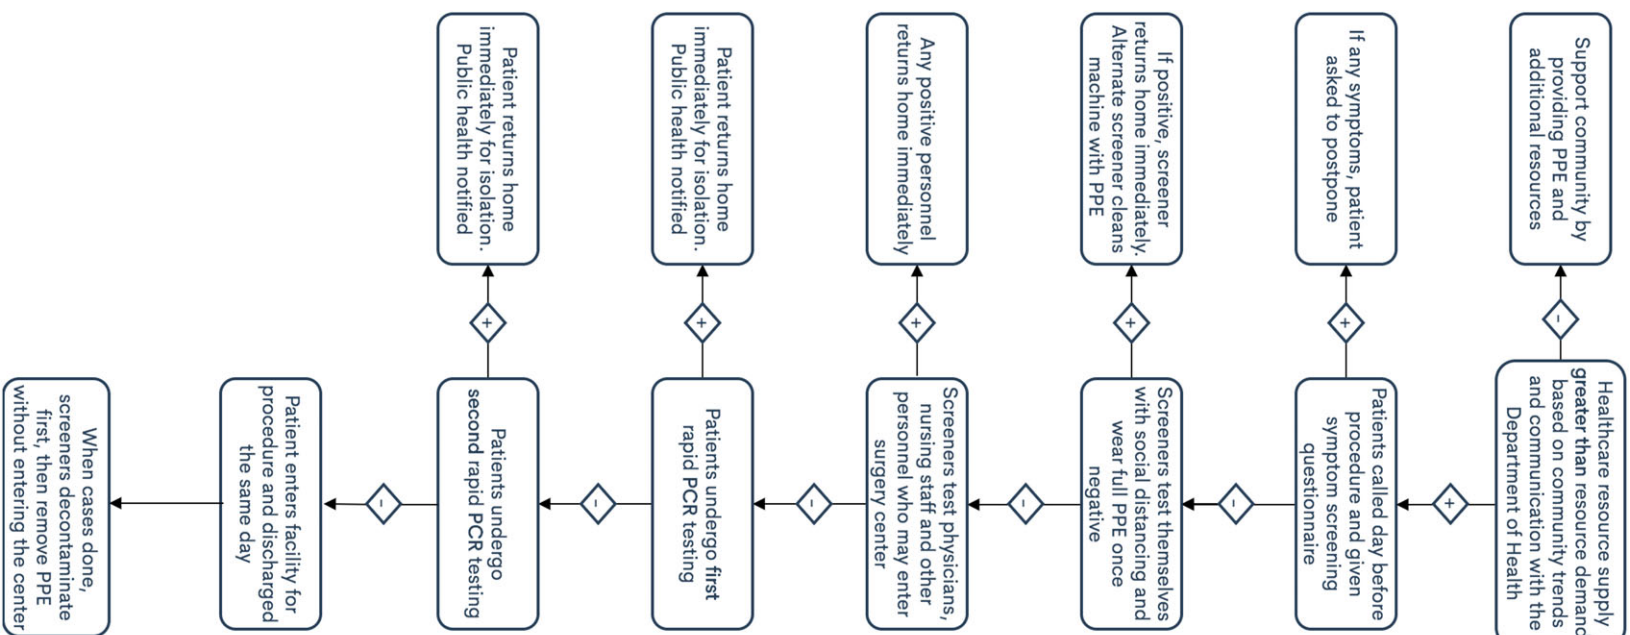 Healthcare resource supply
greater than resource demand
based on community trends
and communication with the
Department of Health
-
Support community by
providing PPE and
additional resources
+
Patients called day before
procedure and given
symptom screening
questionnaire
+
If any symptoms, patient
asked to postpone
-
Screeners test themselves
with social distancing and
wear full PPE once
negative
+
If positive, screener
returns home immediately.
Alternate screener cleans
machine with PPE
-
Screeners test physicians,
nursing staff and other
personnel who may enter
surgery center
+
Any positive personnel
returns home immediately
-
Patients undergo first
rapid PCR testing
+
Patient returns home
immediately for isolation.
Public health notified
-
Patients undergo
second rapid PCR testing
+
Patient returns home
immediately for isolation.
Public health notified
-
Patient enters facility for
procedure and discharged
the same day
When cases done,
screeners decontaminate
first, then remove PPE
without entering the center